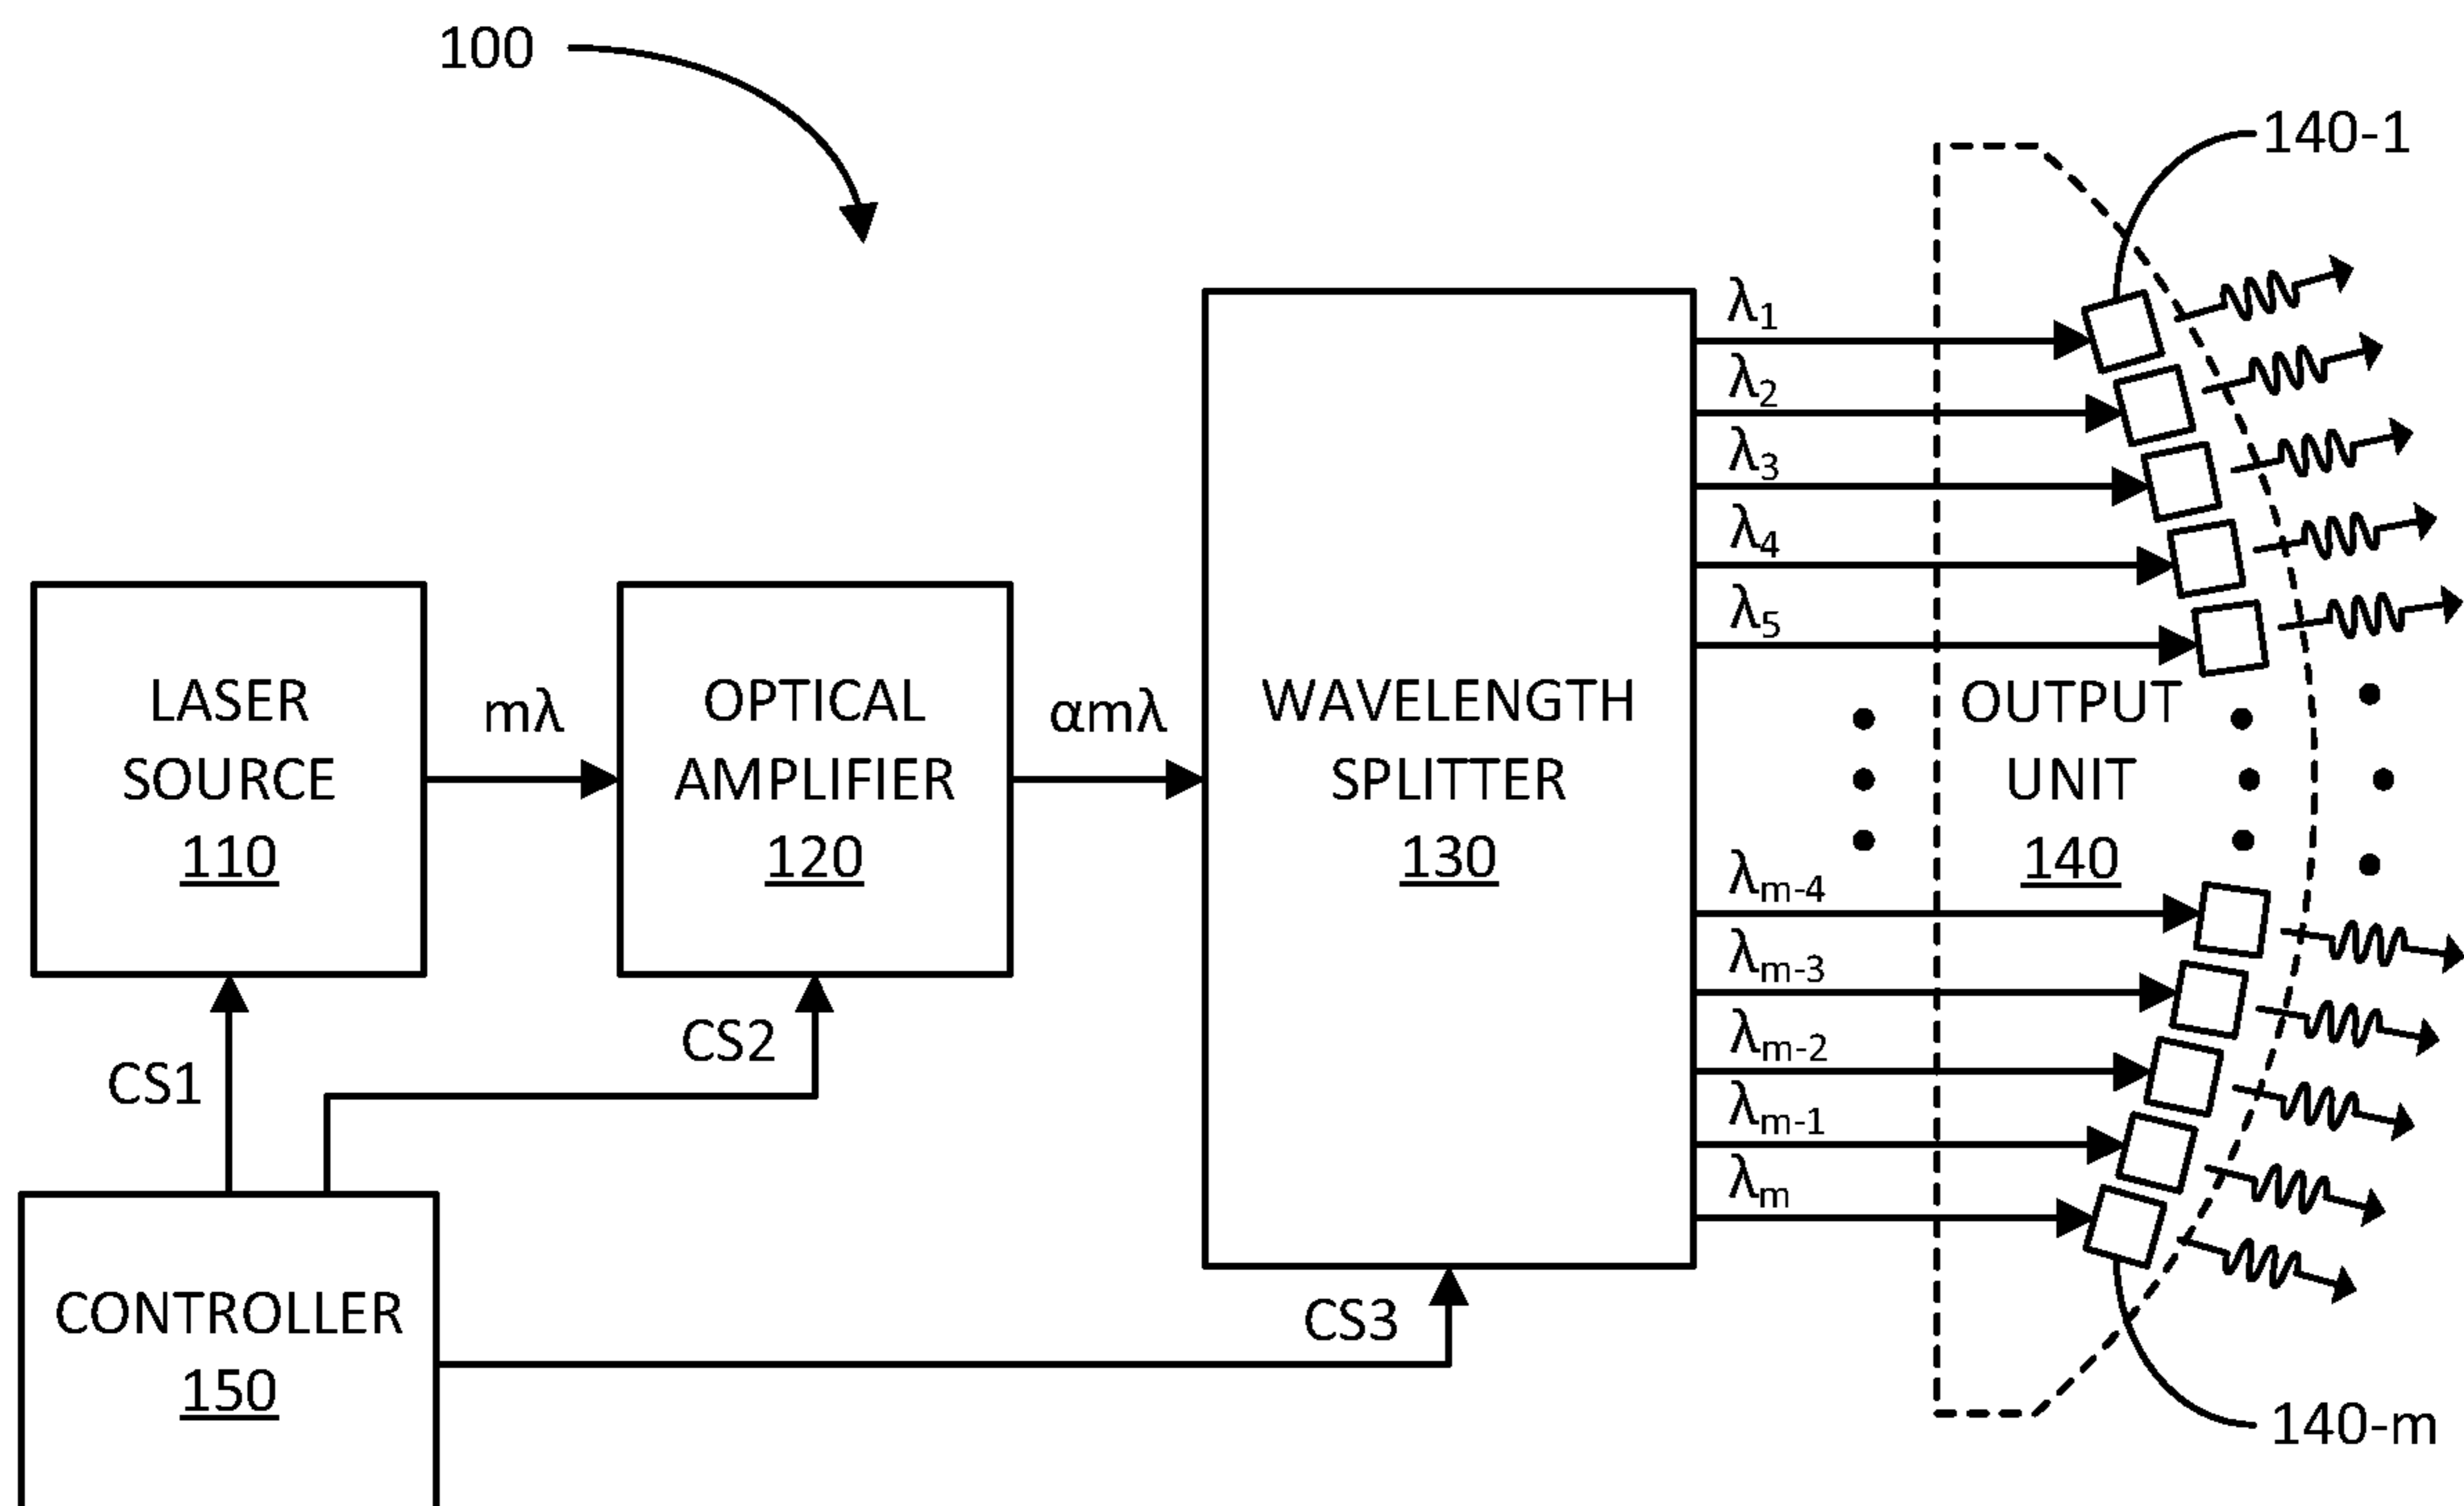 100
140-1
λ1
λ2
λ3
λ4
λ5
LASER
SOURCE
110
mλ
OPTICAL
AMPLIFIER
120
αmλ
WAVELENGTH
SPLITTER
130
OUTPUT
UNIT
140
λm-4
λm-3
λm-2
λm-1
λm
CS1
CS2
CS3
CONTROLLER
150
140-m